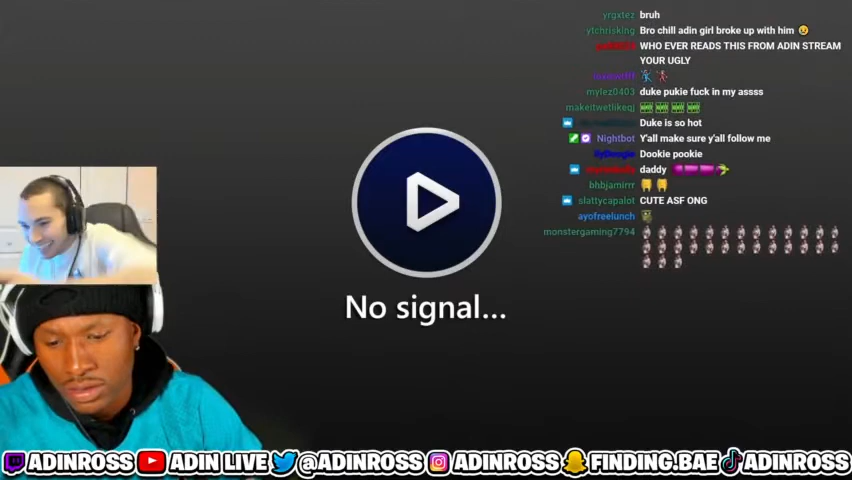 yrgxtez bruh
ytchrisking Bro chill adin girl broke up with him
WHO EVER READS THIS FROM ADIN STREAM
YOUR UGLY
mylez0403 duke pukie fuck in my assss
makeitwetlikeqj
Duke is so hot
Nightbot Y'all make sure y'all follow me
Dookie pookie
daddy
bhbjamirrr
slattycapalot CUTE ASF ONG
ayofreelunch
monstergaming7794
No signal...
ADINROSS ADIN LIVE @ADINROSS ADINROSS FINDING.BAE ADINROSS